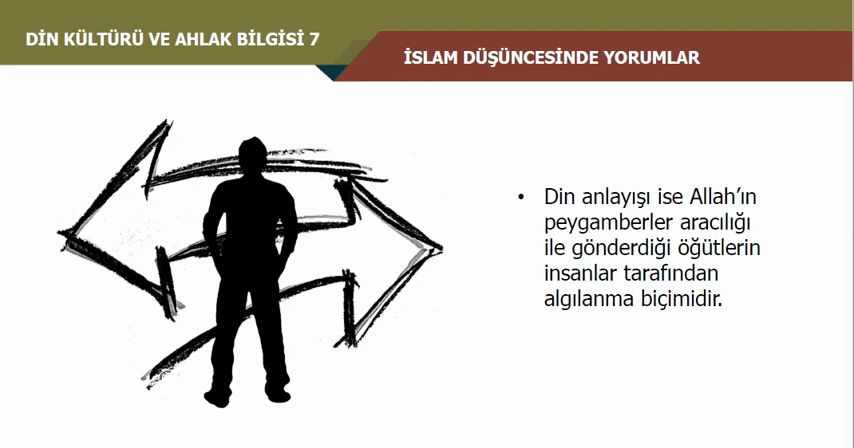 DİN KÜLTÜRÜ VE AHLAK BİLGİSİ 7
İSLAM DÜŞÜNCESİNDE YORUMLAR
• Din anlayışı ise Allah’ın
peygamberler aracılığı
ile gönderdiği öğütlerin
insanlar tarafından
algılanma biçimidir.